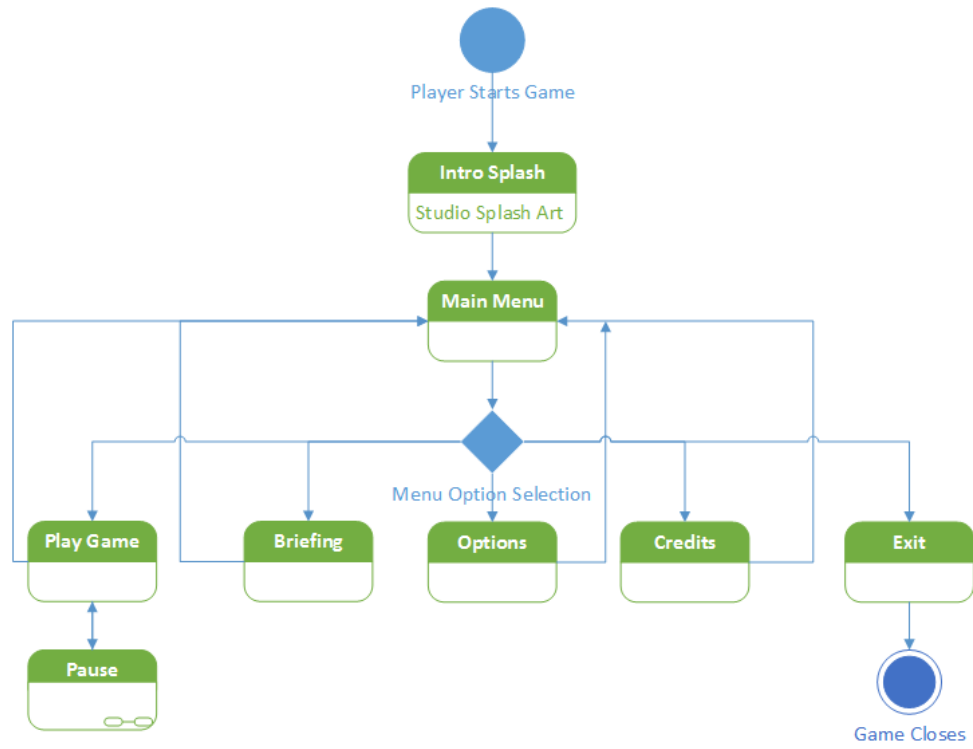 Player Starts Game
Intro Splash
Studio Splash Art
Main Menu
Menu Option Selection
Play Game
Briefing
Options
Credits
Exit
Pause
Game Closes